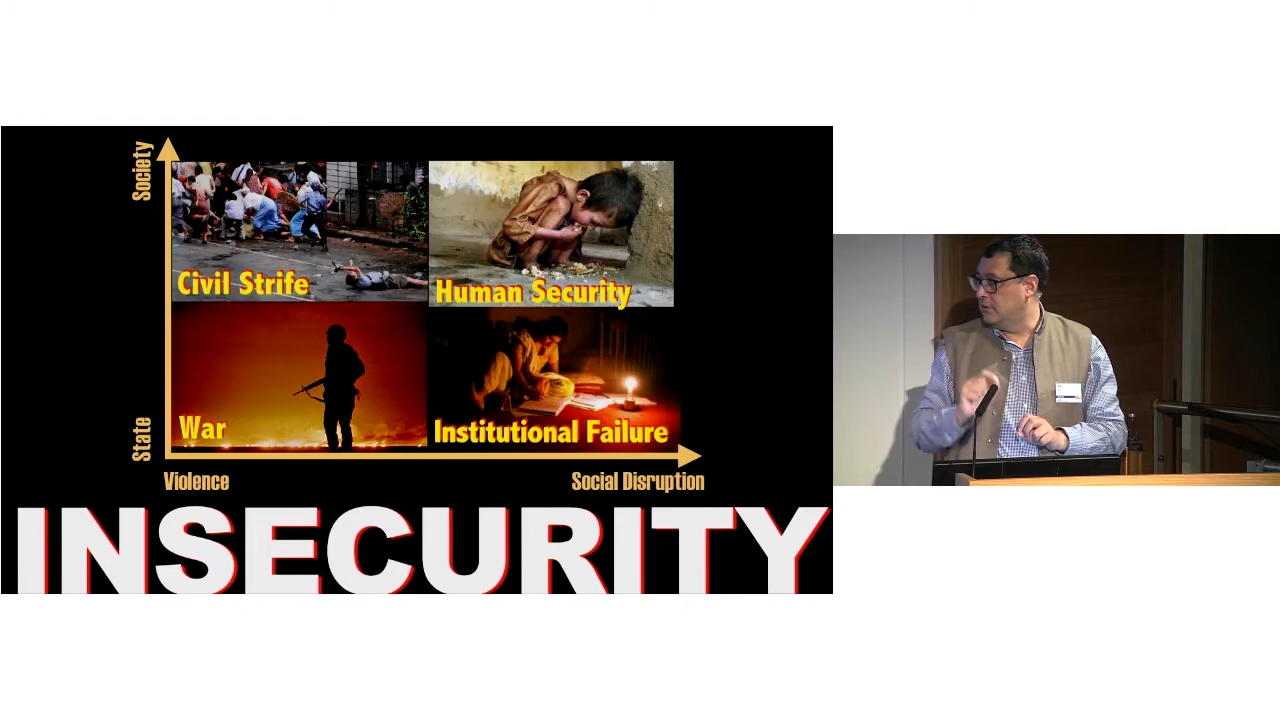 Society
Civil Strife
Human Security
State
War
Institutional Failure
Violence
Social Disruption
INSECURITY